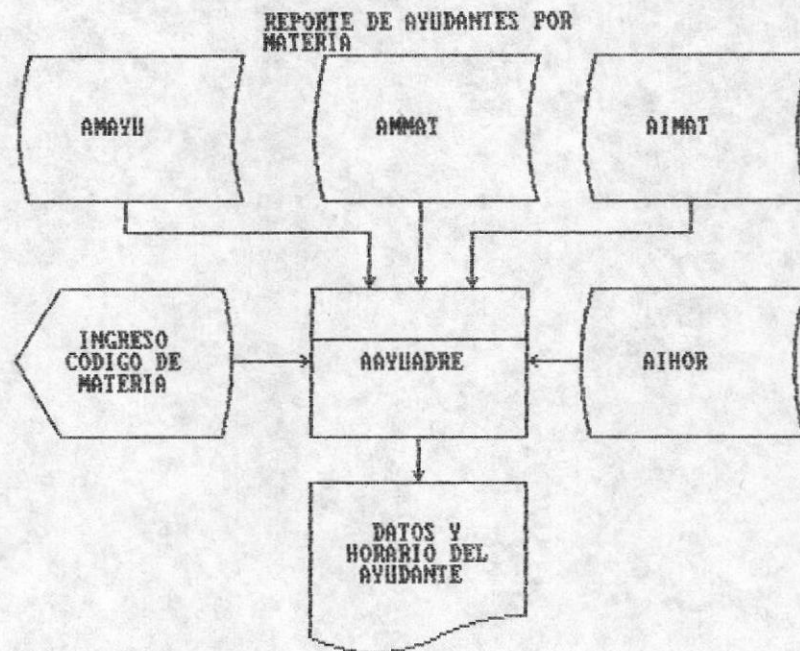 REPORTE DE AYUDANTES POR
MATERIA
AMAYU
AMMAT
AIMAT
INGRESO
CODIGO DE
MATERIA
AAYUADRE
AIHOR
DATOS Y
HORARIO DEL
AYUDANTE